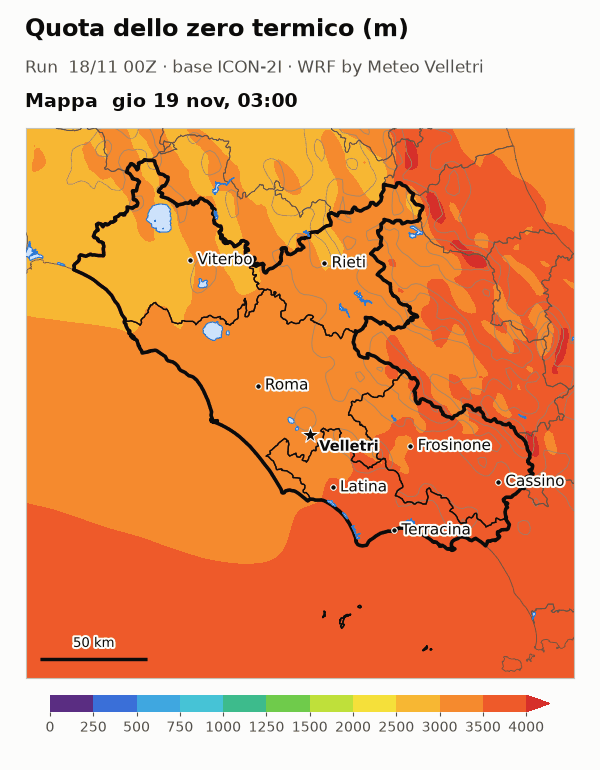 Quota dello zero termico (m)
Run  18/11 00Z · base ICON-2I · WRF by Meteo Velletri
Mappa  gio 19 nov, 03:00
Viterbo
Rieti
Roma
Velletri
Frosinone
Latina
Cassino
Terracina
50 km
0 250 500 750 1000 1250 1500 2000 2500 3000 3500 4000